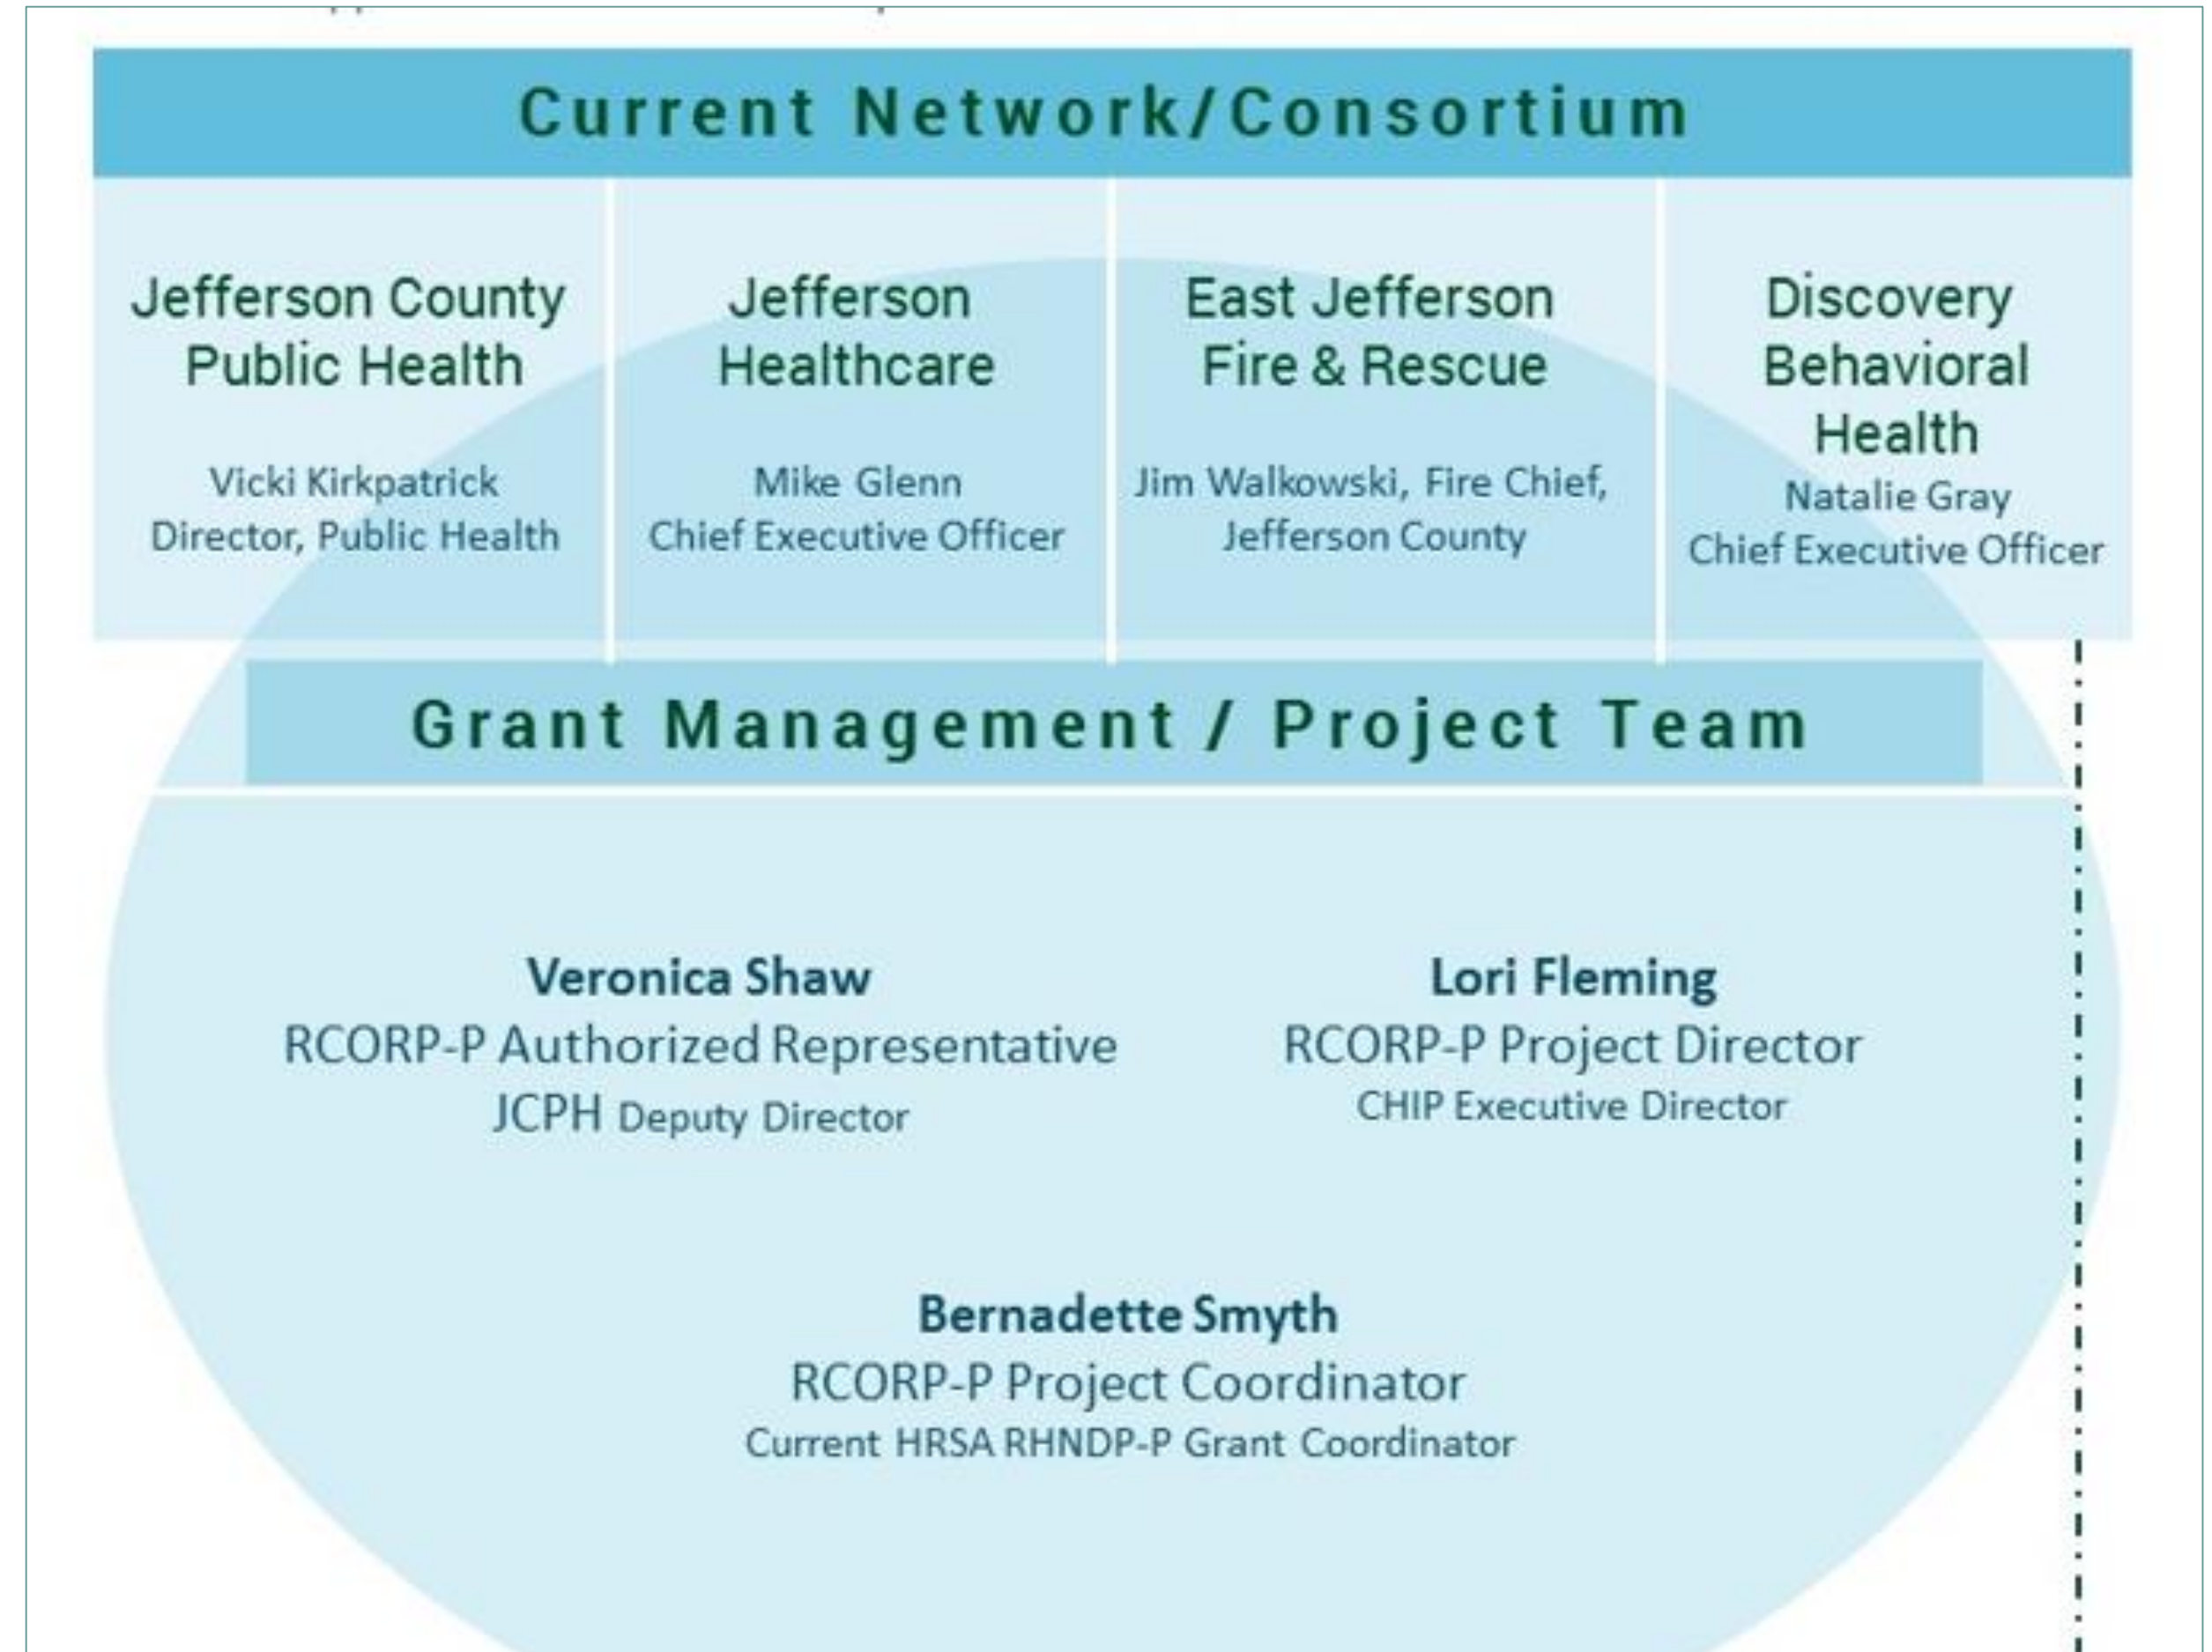 Current Network/Consortium
Jefferson County
Public Health
Vicki Kirkpatrick
Director, Public Health
Jefferson
Healthcare
Mike Glenn
Chief Executive Officer
East Jefferson
Fire & Rescue
Jim Walkowski, Fire Chief,
Jefferson County
Discovery
Behavioral
Health
Natalie Gray
Chief Executive Officer
Grant Management / Project Team
Veronica Shaw
RCORP-P Authorized Representative
JCPH Deputy Director
Lori Fleming
RCORP-P Project Director
CHIP Executive Director
Bernadette Smyth
RCORP-P Project Coordinator
Current HRSA RHNDP-P Grant Coordinator